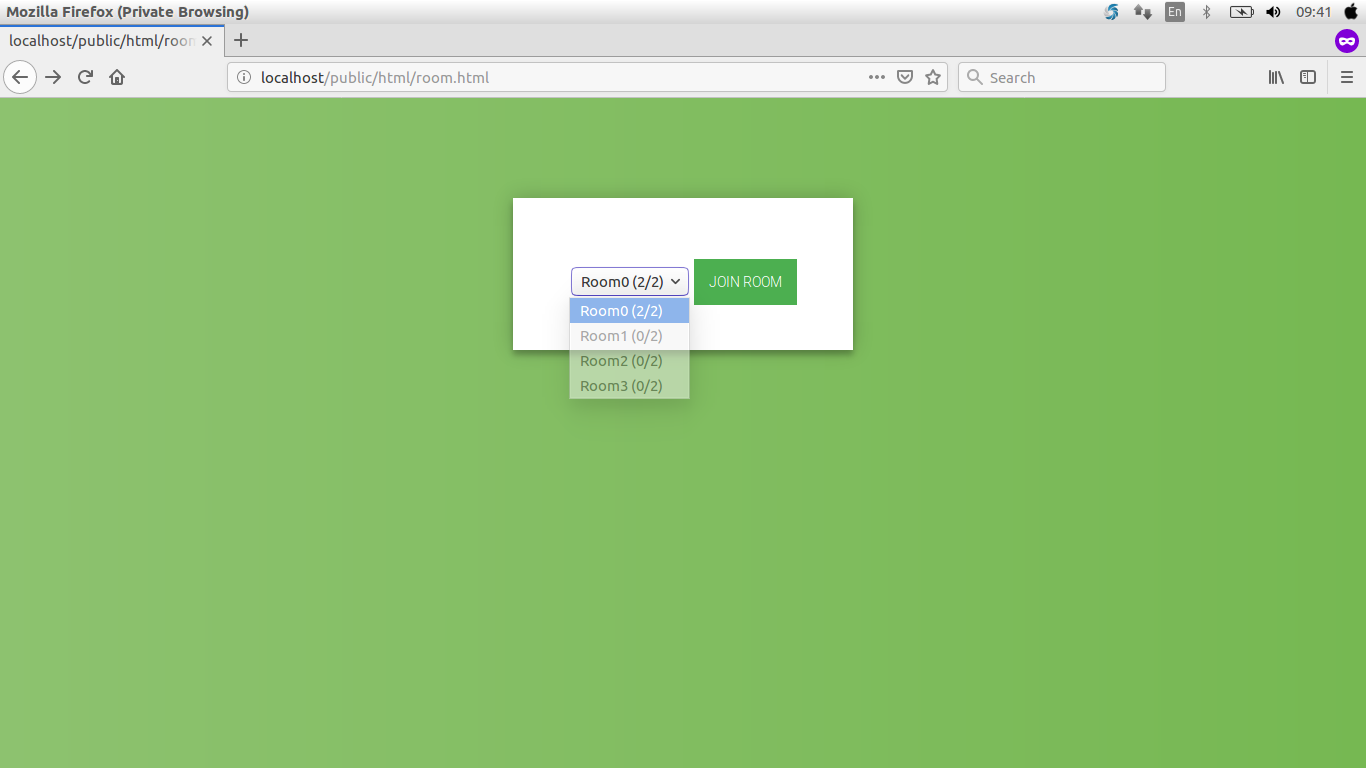 Mozilla Firefox (Private Browsing)
En
09:41
localhost/public/html/room
localhost/public/html/room.html
Search
Room0 (2/2)
JOIN ROOM
Room0 (2/2)
Room1 (0/2)
Room2 (0/2)
Room3 (0/2)